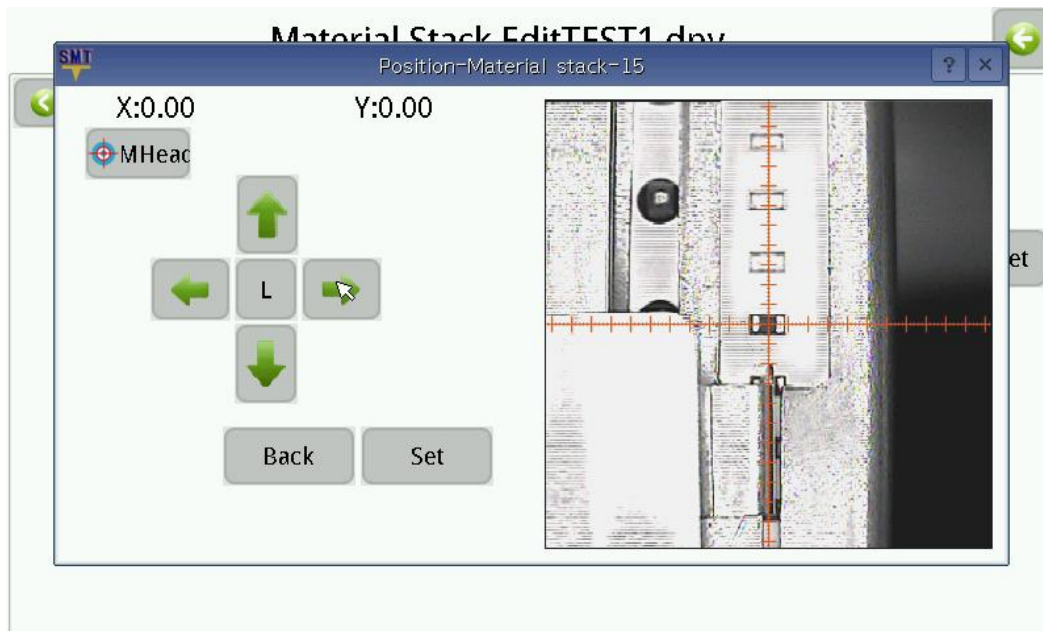 Material Stack EditTEST1.dpv
SMT
Position-Material stack-15
? ×
X:0.00 Y:0.00
MHead
L
et
Back Set